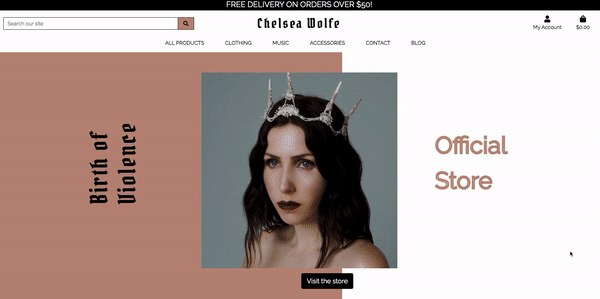 FREE DELIVERY ON ORDERS OVER $50!
Search our site
Chelsea Wolfe
My Account
$0.00
ALL PRODUCTS
CLOTHING
MUSIC
ACCESSORIES
CONTACT
BLOG
Birth of
Violence
Official
Store
Visit the store